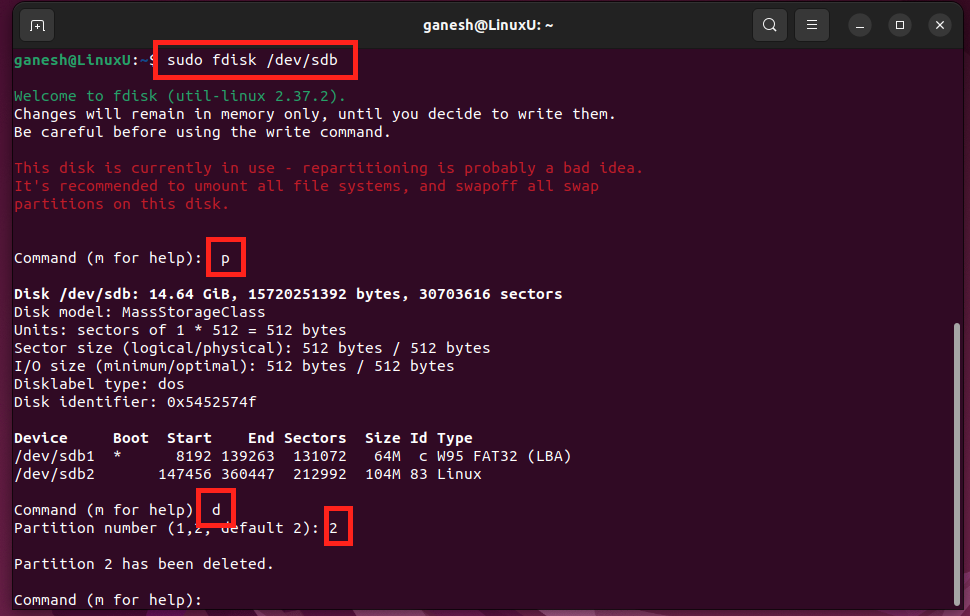 ganesh@LinuxU: ~
ganesh@LinuxU:~$ sudo fdisk /dev/sdb
Welcome to fdisk (util-linux 2.37.2).
Changes will remain in memory only, until you decide to write them.
Be careful before using the write command.
This disk is currently in use - repartitioning is probably a bad idea.
It's recommended to umount all file systems, and swapoff all swap
partitions on this disk.
Command (m for help): p
Disk /dev/sdb: 14.64 GiB, 15720251392 bytes, 30703616 sectors
Disk model: MassStorageClass
Units: sectors of 1 * 512 = 512 bytes
Sector size (logical/physical): 512 bytes / 512 bytes
I/O size (minimum/optimal): 512 bytes / 512 bytes
Disklabel type: dos
Disk identifier: 0x5452574f
Device     Boot  Start    End Sectors  Size Id Type
/dev/sdb1  *      8192 139263  131072   64M  c W95 FAT32 (LBA)
/dev/sdb2       147456 360447  212992  104M 83 Linux
Command (m for help) d
Partition number (1,2, default 2): 2
Partition 2 has been deleted.
Command (m for help):